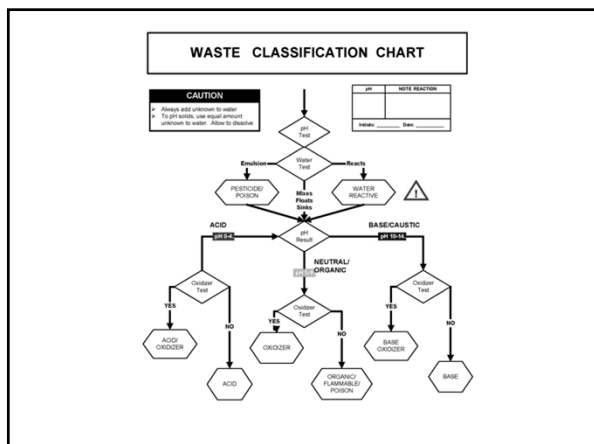 WASTE CLASSIFICATION CHART
CAUTION
➢ Always add unknown to water
➢ To pH solids, use equal amount
unknown to water. Allow to dissolve.
pH
NOTE REACTION
Initials: ________ Date: ________
pH
Test
Water
Test
Emulsion
Reacts
PESTICIDE/
POISON
Mixes
Floats
Sinks
WATER
REACTIVE
!
ACID
pH 0-4
pH
Result
BASE/CAUSTIC
pH 10-14
NEUTRAL/
ORGANIC
Oxidizer
Test
Oxidizer
Test
Oxidizer
Test
YES
NO
YES
NO
YES
NO
ACID/
OXIDIZER
ACID
OXIDIZER
ORGANIC/
FLAMMABLE/
POISON
BASE
OXIDIZER
BASE